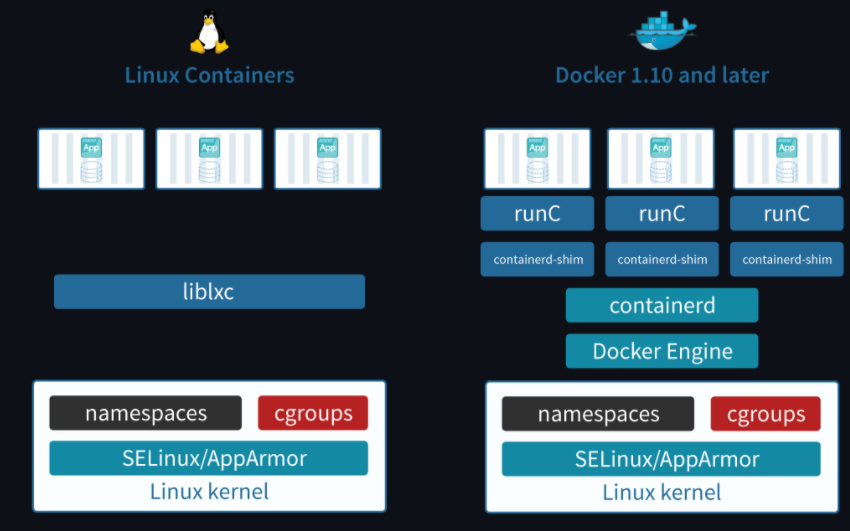 Linux Containers
App App App
liblxc
namespaces cgroups
SELinux/AppArmor
Linux kernel
Docker 1.10 and later
App App App
runC runC runC
containerd-shim containerd-shim containerd-shim
containerd
Docker Engine
namespaces cgroups
SELinux/AppArmor
Linux kernel